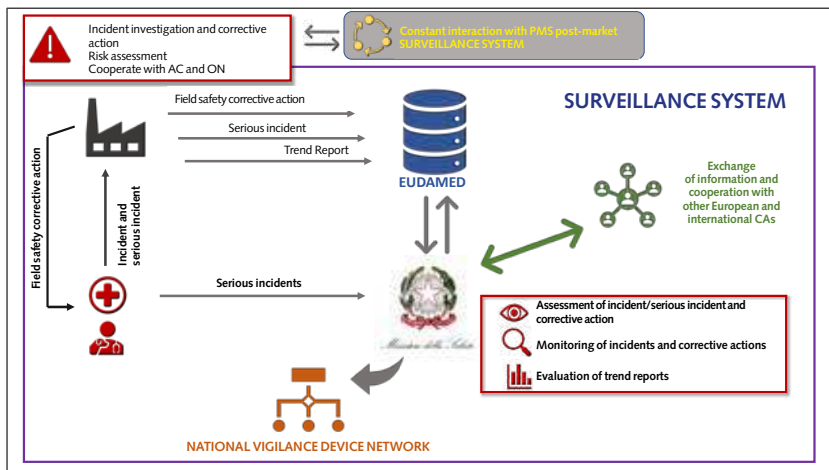 Incident investigation and corrective
action
Risk assessment
Cooperate with AC and ON
Constant interaction with PMS post-market
SURVEILLANCE SYSTEM
SURVEILLANCE SYSTEM
Field safety corrective action
Serious incident
Trend Report
EUDAMED
Exchange
of information and
cooperation with
other European and
international CAs
Field safety corrective action
Incident and
serious incident
Serious incidents
Ministero della Salute
Assessment of incident/serious incident and
corrective action
Monitoring of incidents and corrective actions
Evaluation of trend reports
NATIONAL VIGILANCE DEVICE NETWORK